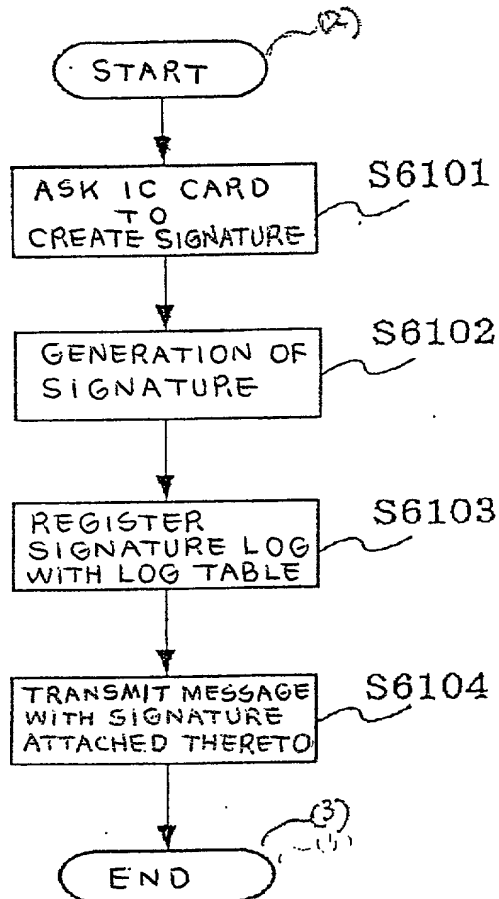 START
ASK IC CARD
TO
CREATE SIGNATURE
S6101
GENERATION OF
SIGNATURE
S6102
REGISTER
SIGNATURE LOG
WITH LOG TABLE
S6103
TRANSMIT MESSAGE
WITH SIGNATURE
ATTACHED THERETO
S6104
(3)
END